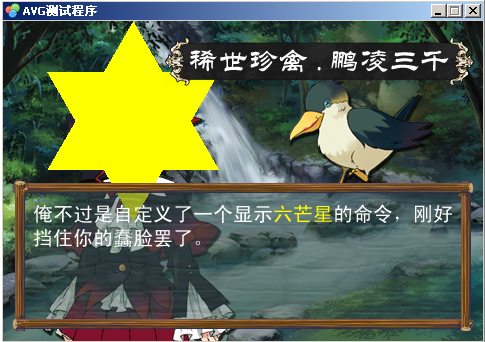 AVG测试程序
稀世珍禽．鹏凌三千
俺不过是自定义了一个显示六芒星的命令，刚好
挡住你的蠢脸罢了。